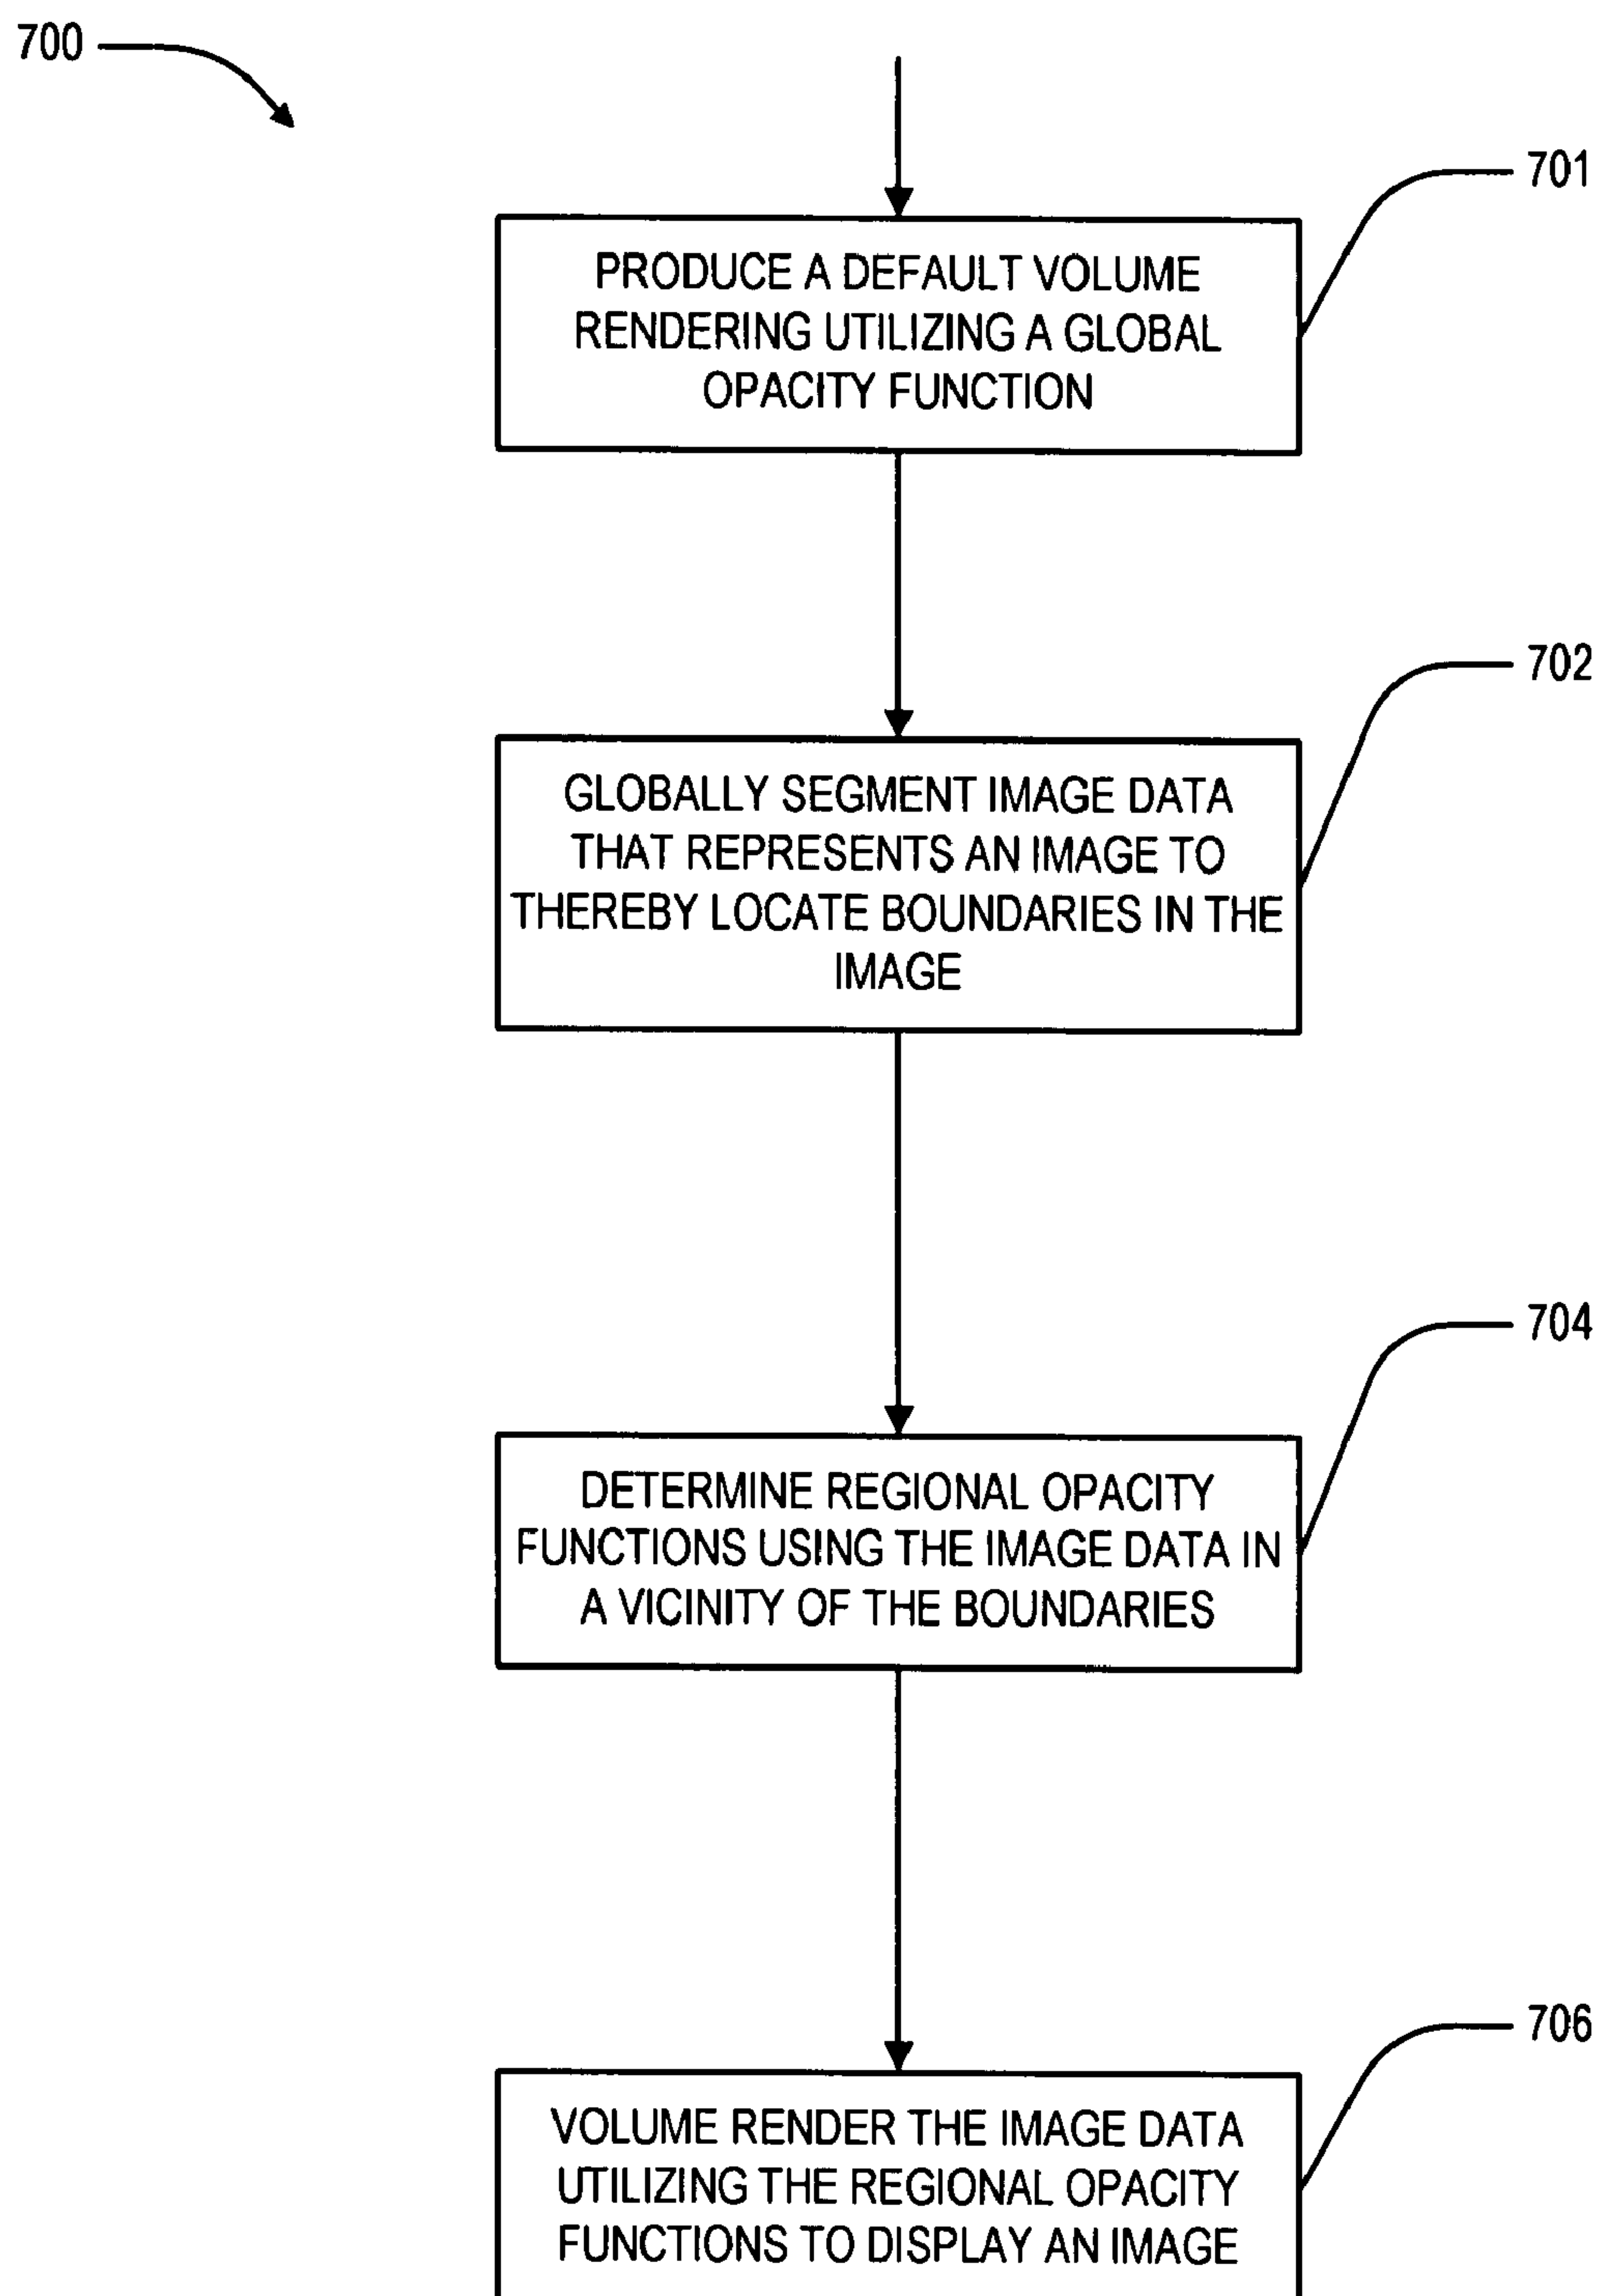 700
701
PRODUCE A DEFAULT VOLUME
RENDERING UTILIZING A GLOBAL
OPACITY FUNCTION
702
GLOBALLY SEGMENT IMAGE DATA
THAT REPRESENTS AN IMAGE TO
THEREBY LOCATE BOUNDARIES IN THE
IMAGE
704
DETERMINE REGIONAL OPACITY
FUNCTIONS USING THE IMAGE DATA IN
A VICINITY OF THE BOUNDARIES
706
VOLUME RENDER THE IMAGE DATA
UTILIZING THE REGIONAL OPACITY
FUNCTIONS TO DISPLAY AN IMAGE